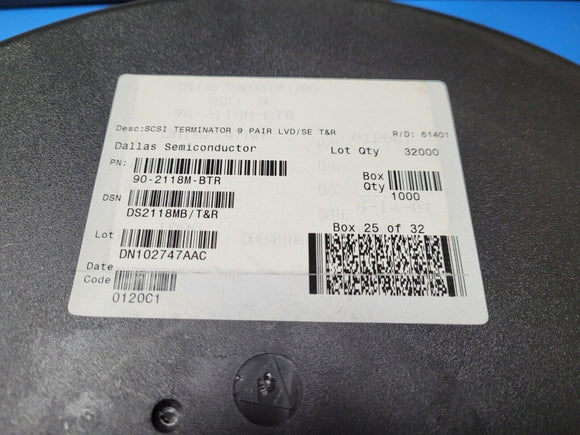 Desc:SCSI TERMINATOR 9 PAIR LVD/SE T&R R/D: 61401
Dallas Semiconductor Lot Qty 32000
PN: 90-2118M-BTR
Box Qty 1000
DSN DS2118MB/T&R
Box 25 of 32
Lot DN102747AAC
Date Code 0120C1